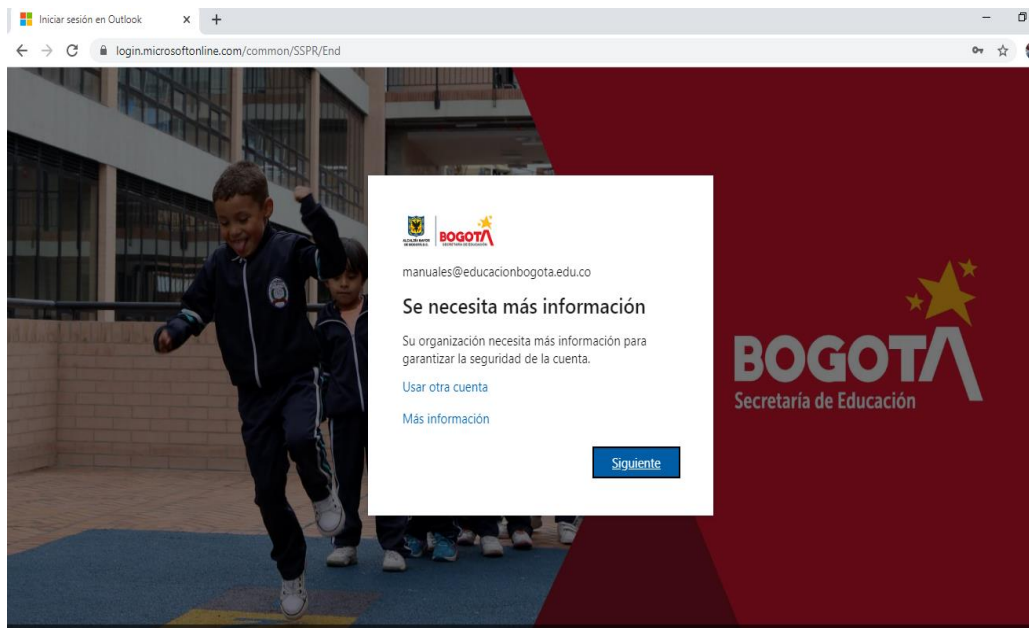 Iniciar sesión en Outlook
login.microsoftonline.com/common/SSPR/End
BOGOTÁ
manuales@educacionbogota.edu.co
Se necesita más información
Su organización necesita más información para
garantizar la seguridad de la cuenta.
Usar otra cuenta
Más información
Siguiente
BOGOTÁ
Secretaría de Educación